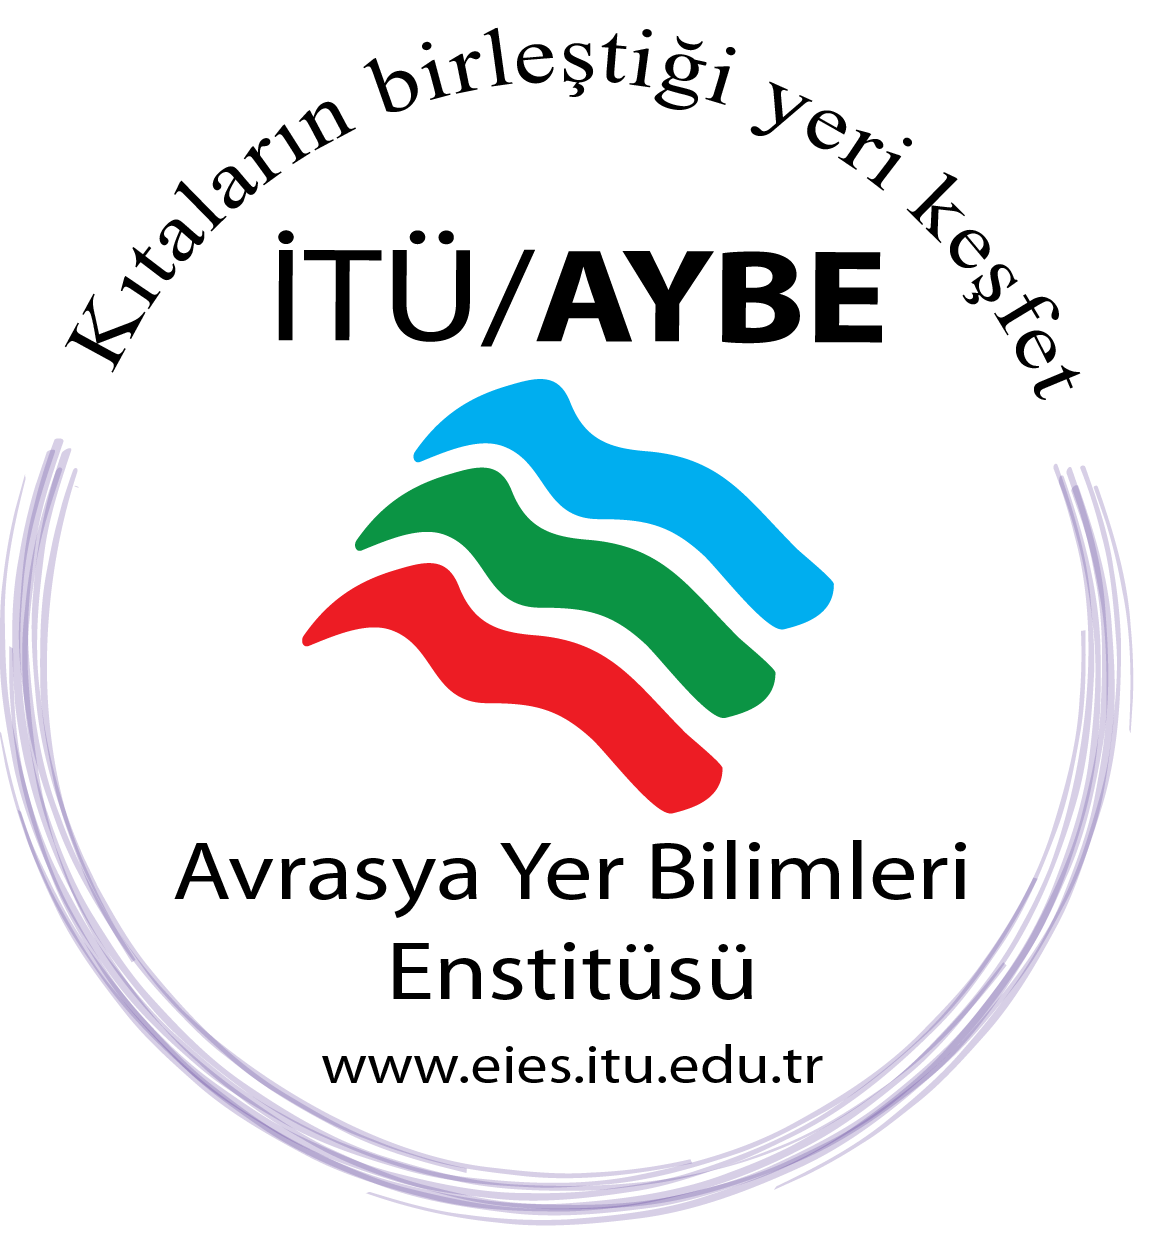 Kıtaların birleştiği yeri keşfet
İTÜ/AYBE
Avrasya Yer Bilimleri
Enstitüsü
www.eies.itu.edu.tr